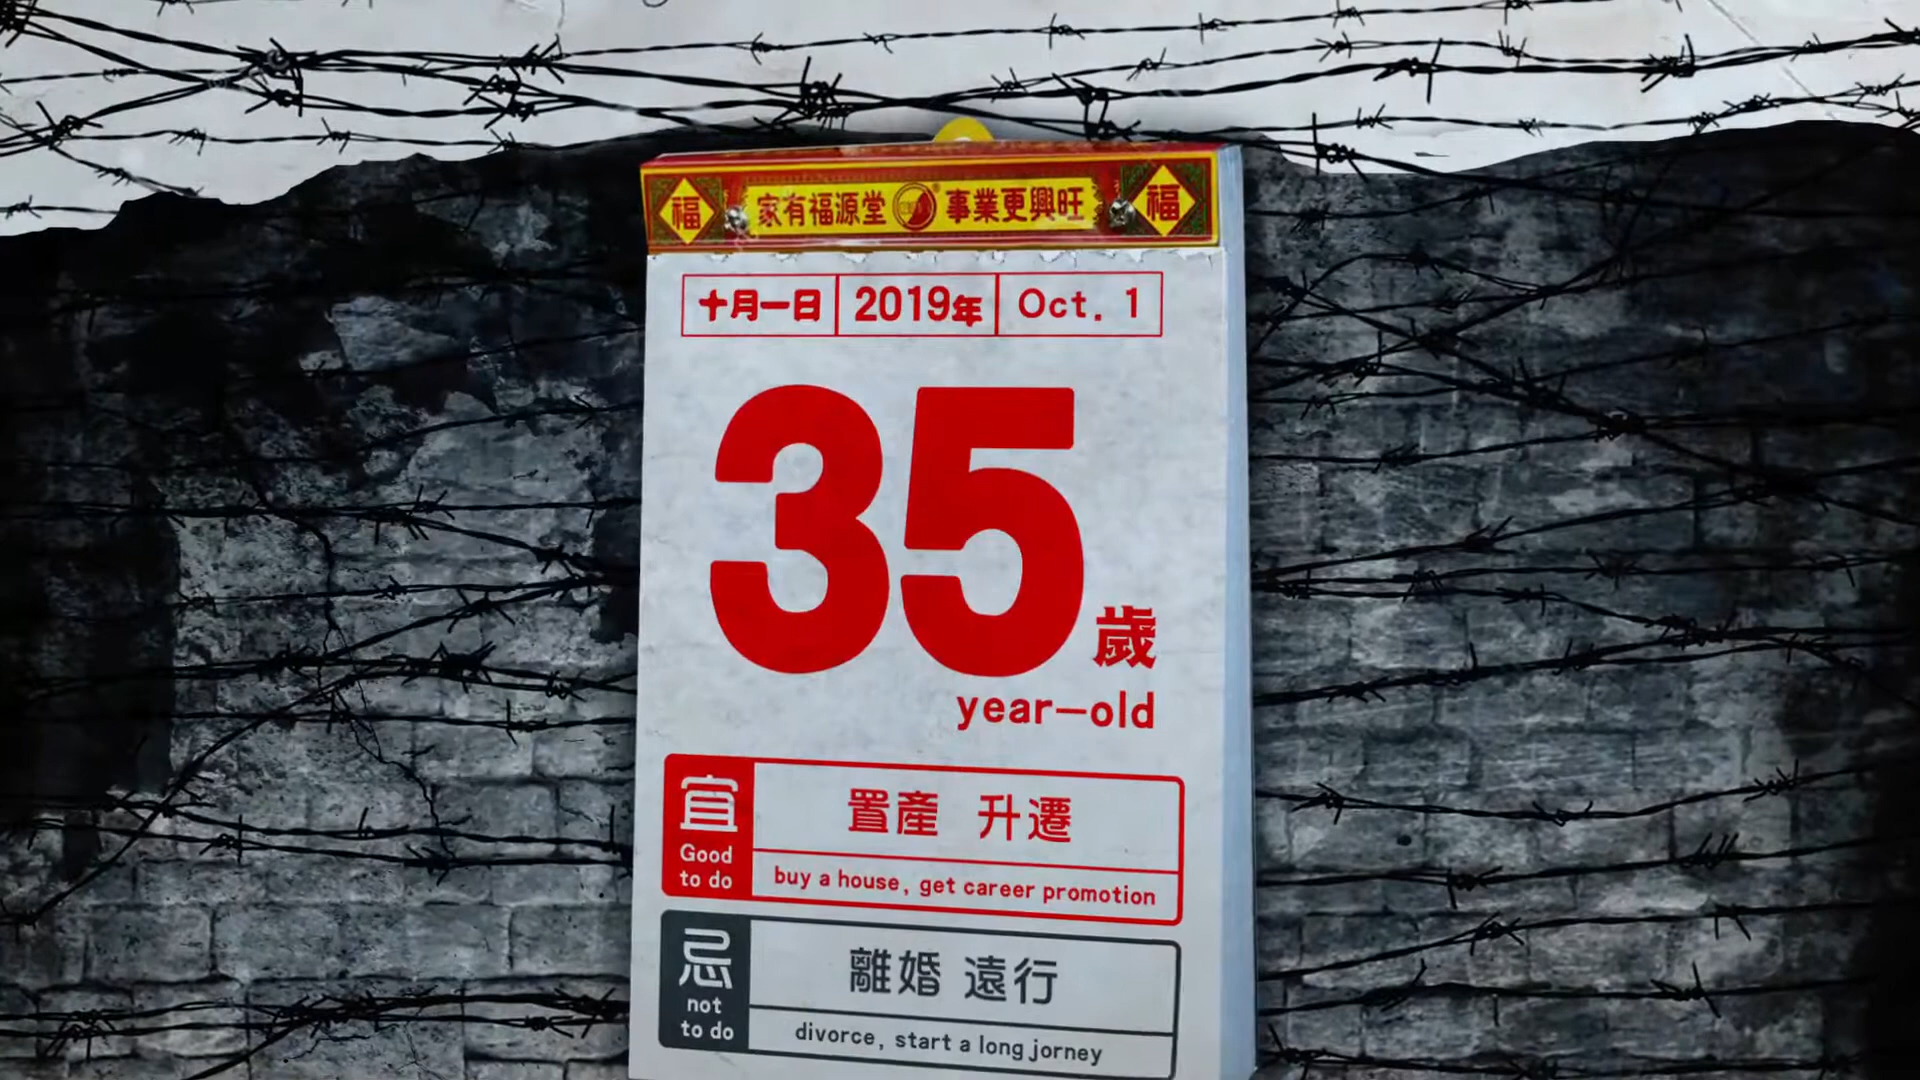 福 家有福源堂 事業更興旺 福
十月一日 2019年 Oct. 1
35歲
year-old
宜 置產 升遷
Good to do buy a house, get career promotion
忌 離婚 遠行
not to do divorce, start a long jorney